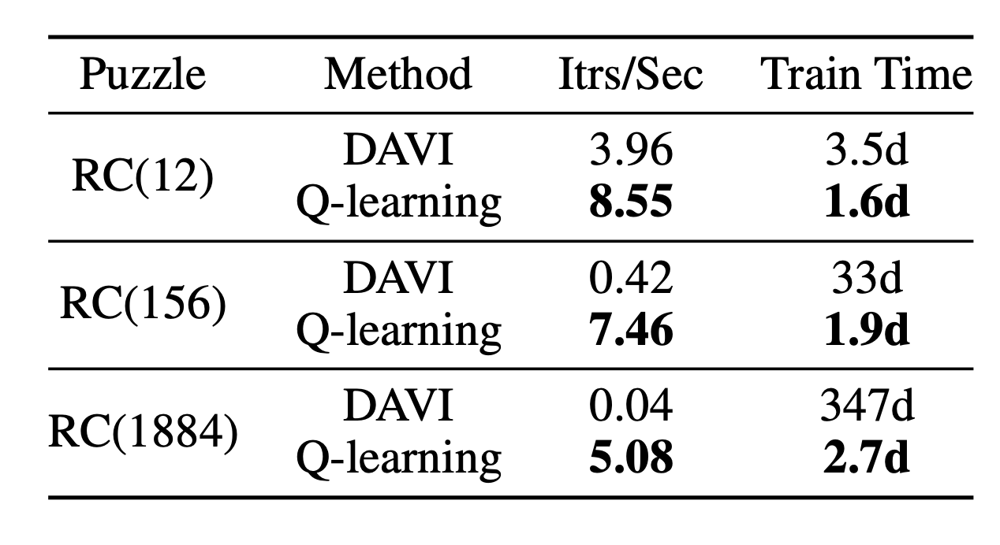 Puzzle Method Itrs/Sec Train Time
RC(12) DAVI 3.96 3.5d
Q-learning 8.55 1.6d
RC(156) DAVI 0.42 33d
Q-learning 7.46 1.9d
RC(1884) DAVI 0.04 347d
Q-learning 5.08 2.7d